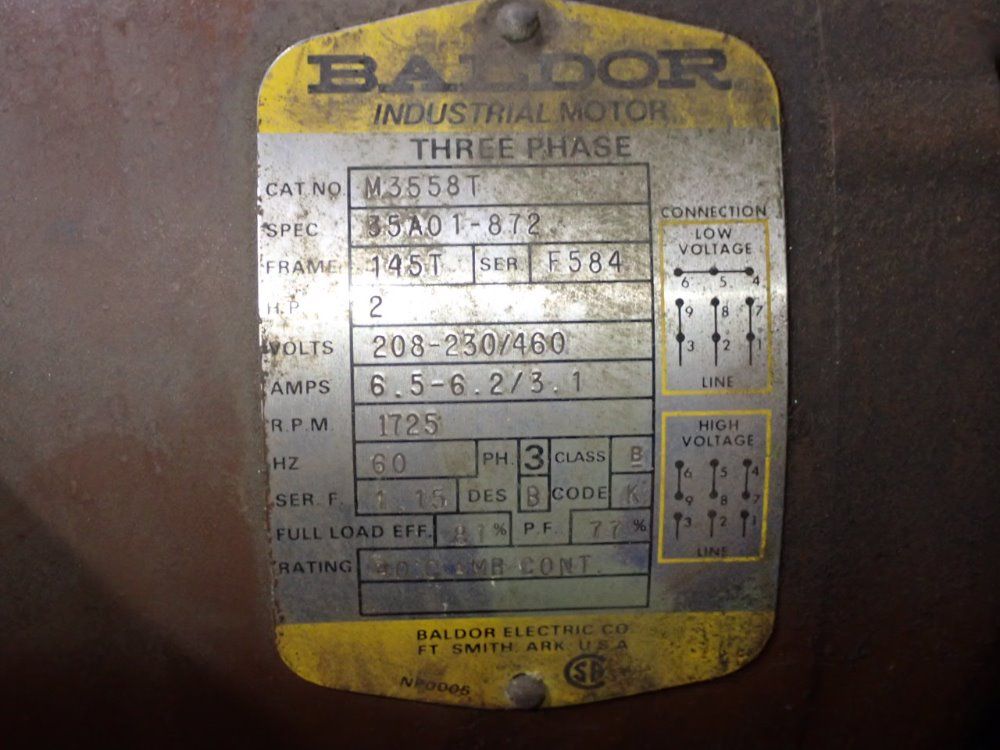 BALDOR
INDUSTRIAL MOTOR
THREE PHASE
CAT.NO. M3558T
SPEC 35A01-872
FRAME 145T SER F584
H.P. 2
VOLTS 208-230/460
AMPS 6.5-6.2/3.1
R.P.M. 1725
HZ 60 PH. 3 CLASS B
SER. F. 1.15 DES B CODE K
FULL LOAD EFF. 81% P.F. 77%
RATING 40 C AMB CONT.
CONNECTION
LOW
VOLTAGE
6 5 4
9 8 7
3 2 1
LINE
HIGH
VOLTAGE
6 5 4
9 8 7
3 2 1
LINE
BALDOR ELECTRIC CO.
FT. SMITH, ARK. U.S.A
NP0005 SA